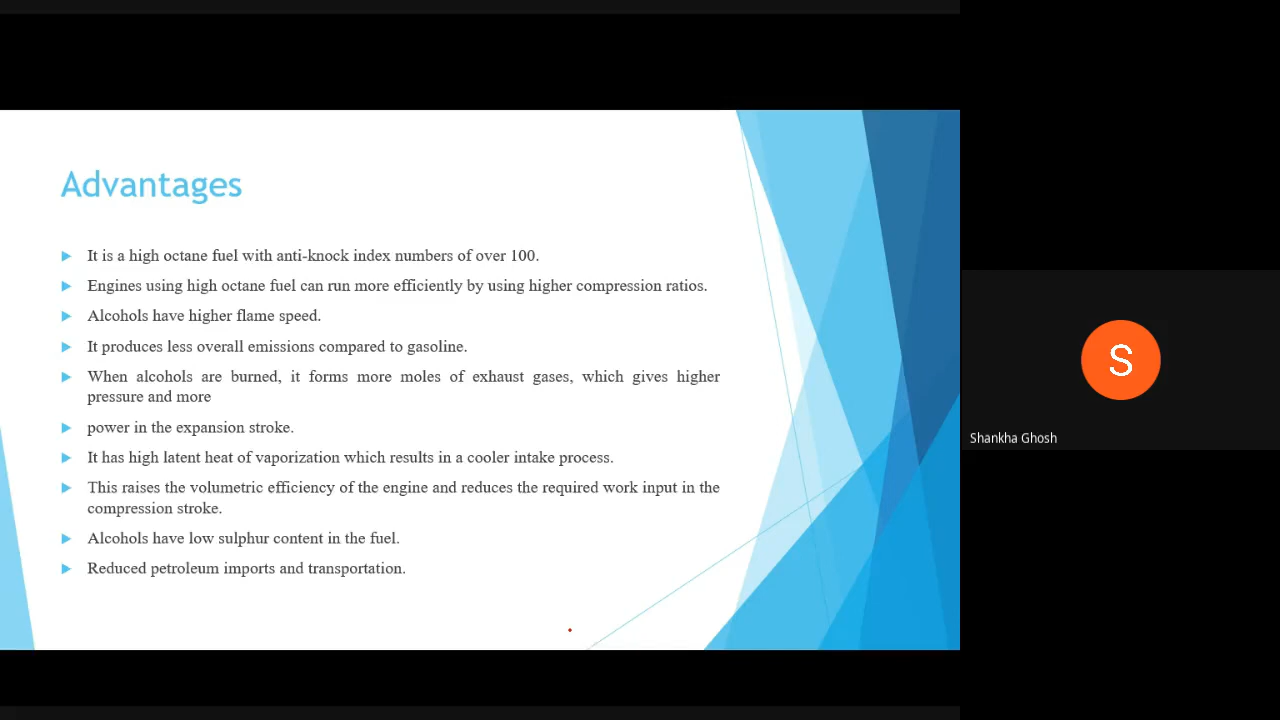 Advantages
It is a high octane fuel with anti-knock index numbers of over 100.
Engines using high octane fuel can run more efficiently by using higher compression ratios.
Alcohols have higher flame speed.
It produces less overall emissions compared to gasoline.
When alcohols are burned, it forms more moles of exhaust gases, which gives higher
pressure and more
power in the expansion stroke.
It has high latent heat of vaporization which results in a cooler intake process.
This raises the volumetric efficiency of the engine and reduces the required work input in the
compression stroke.
Alcohols have low sulphur content in the fuel.
Reduced petroleum imports and transportation.
S
Shankha Ghosh